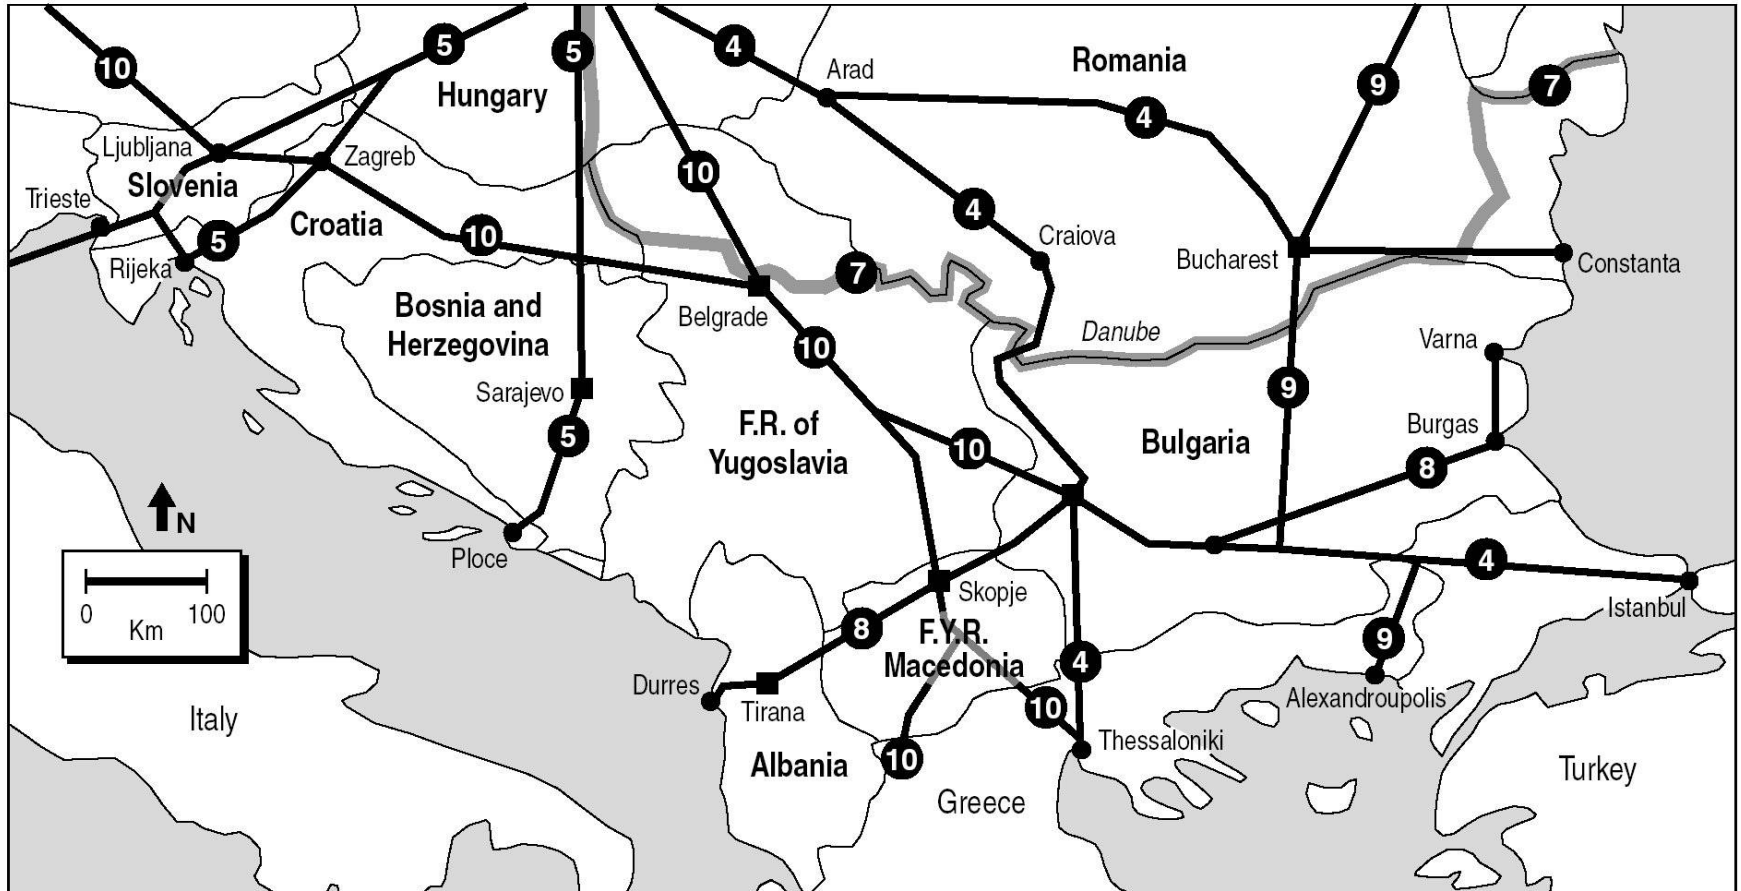 5
4
5
10
Romania
Arad
9
7
Hungary
4
Ljubljana
Zagreb
10
Slovenia
Trieste
4
Croatia
10
5
Craiova
Bucharest
Constanta
Rijeka
7
Bosnia and
Herzegovina
Belgrade
Danube
10
Varna
Sarajevo
9
F.R. of
Yugoslavia
5
10
Bulgaria
Burgas
8
N
Ploce
4
0 100
Km
Skopje
Istanbul
8
F.Y.R.
Macedonia
9
4
Durres
Tirana
Alexandroupolis
10
Italy
Thessaloniki
Albania
10
Turkey
Greece